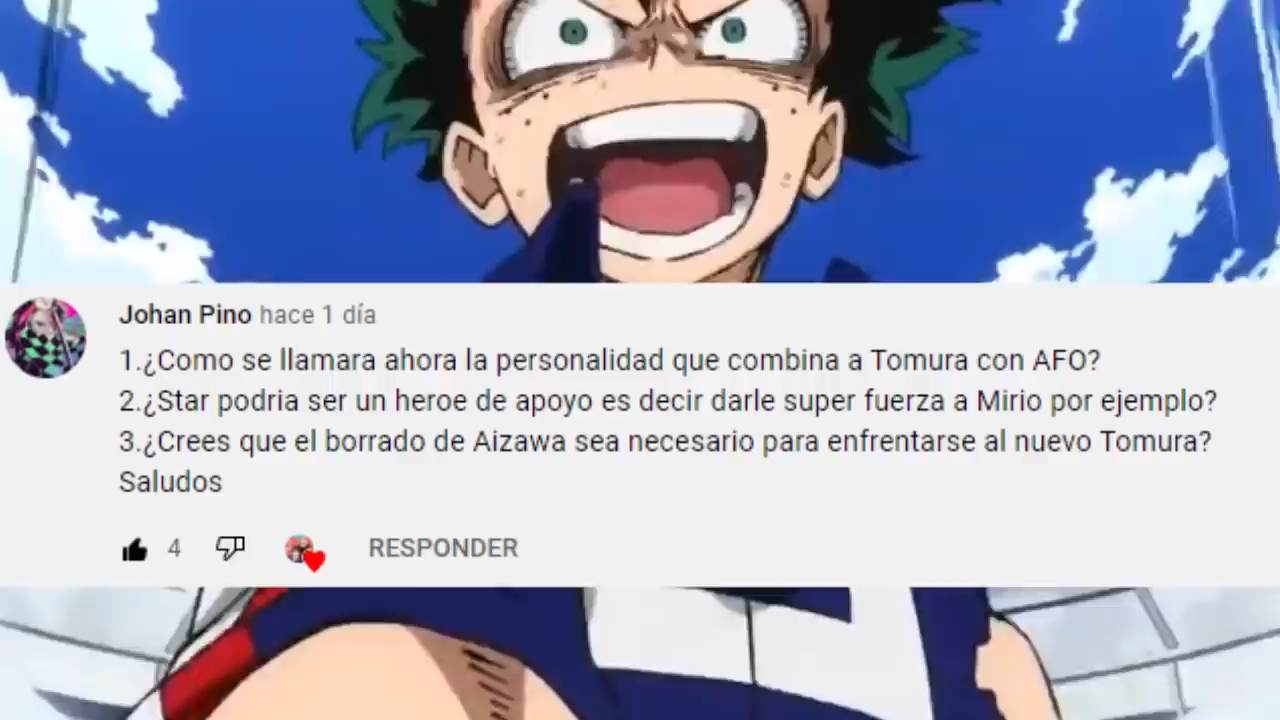 Johan Pino hace 1 día
1.¿Como se llamara ahora la personalidad que combina a Tomura con AFO?
2.¿Star podria ser un heroe de apoyo es decir darle super fuerza a Mirio por ejemplo?
3.¿Crees que el borrado de Aizawa sea necesario para enfrentarse al nuevo Tomura?
Saludos
4 RESPONDER